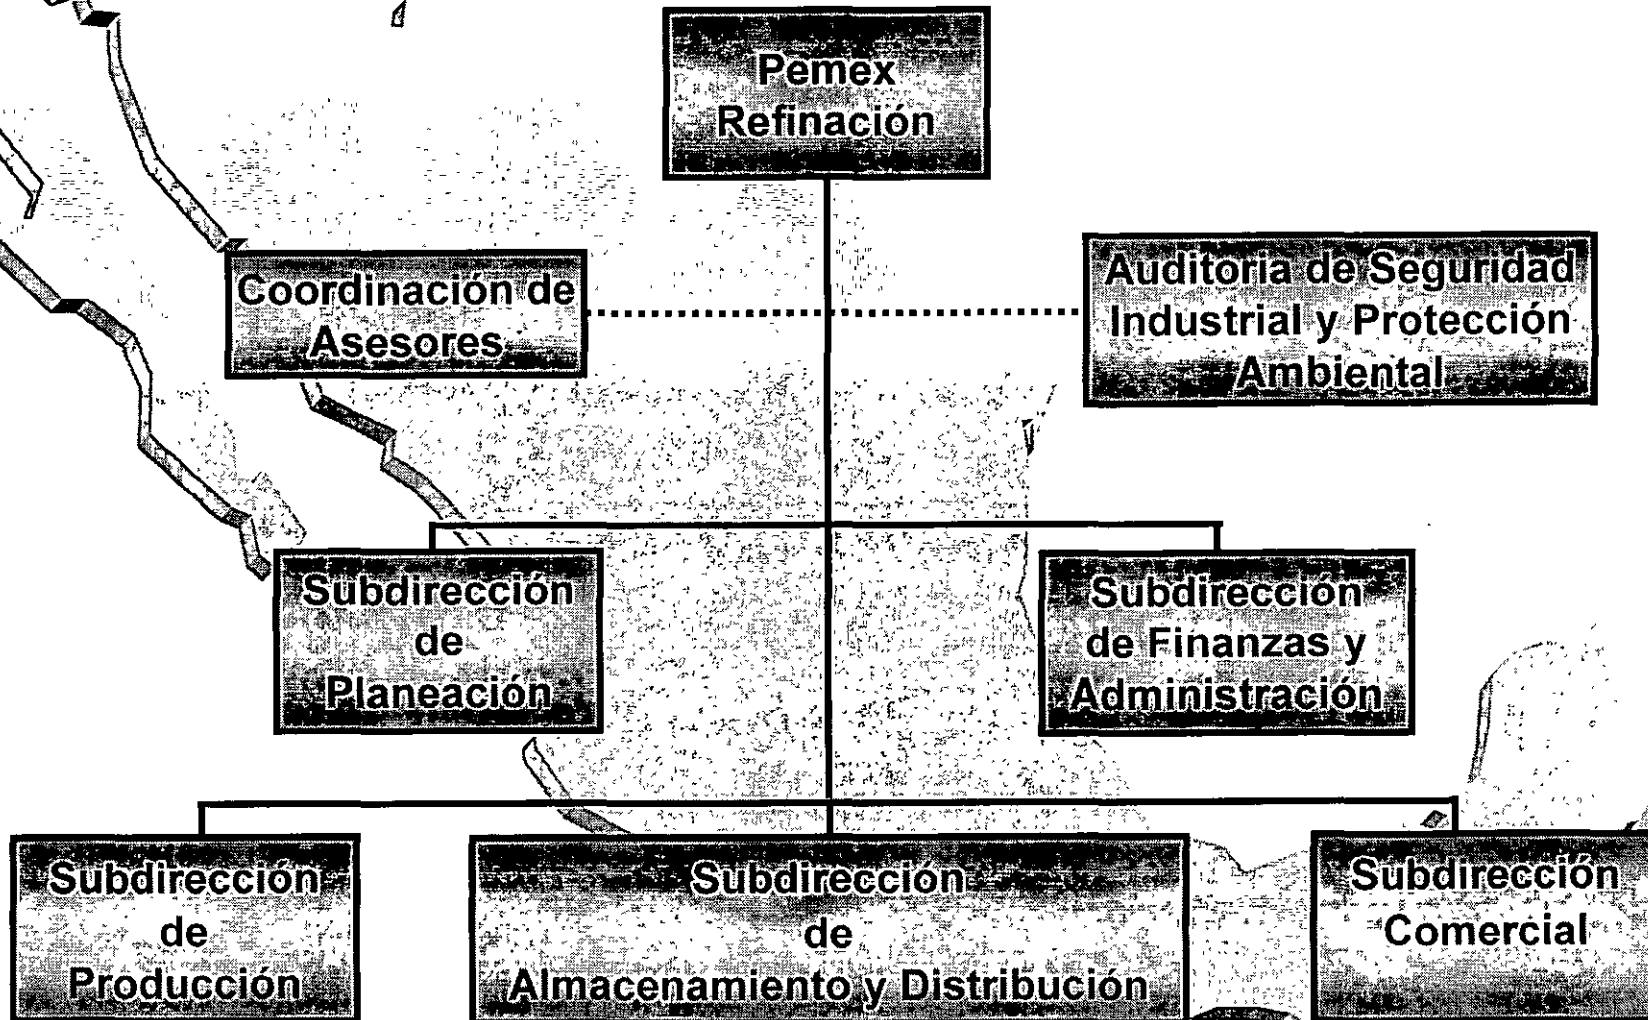 Pemex
Refinación
Coordinación de
Asesores
Auditoria de Seguridad
Industrial y Protección
Ambiental
Subdirección
de
Planeación
Subdirección
de Finanzas y
Administración
Subdirección
de
Producción
Subdirección
de
Almacenamiento y Distribución
Subdirección
Comercial